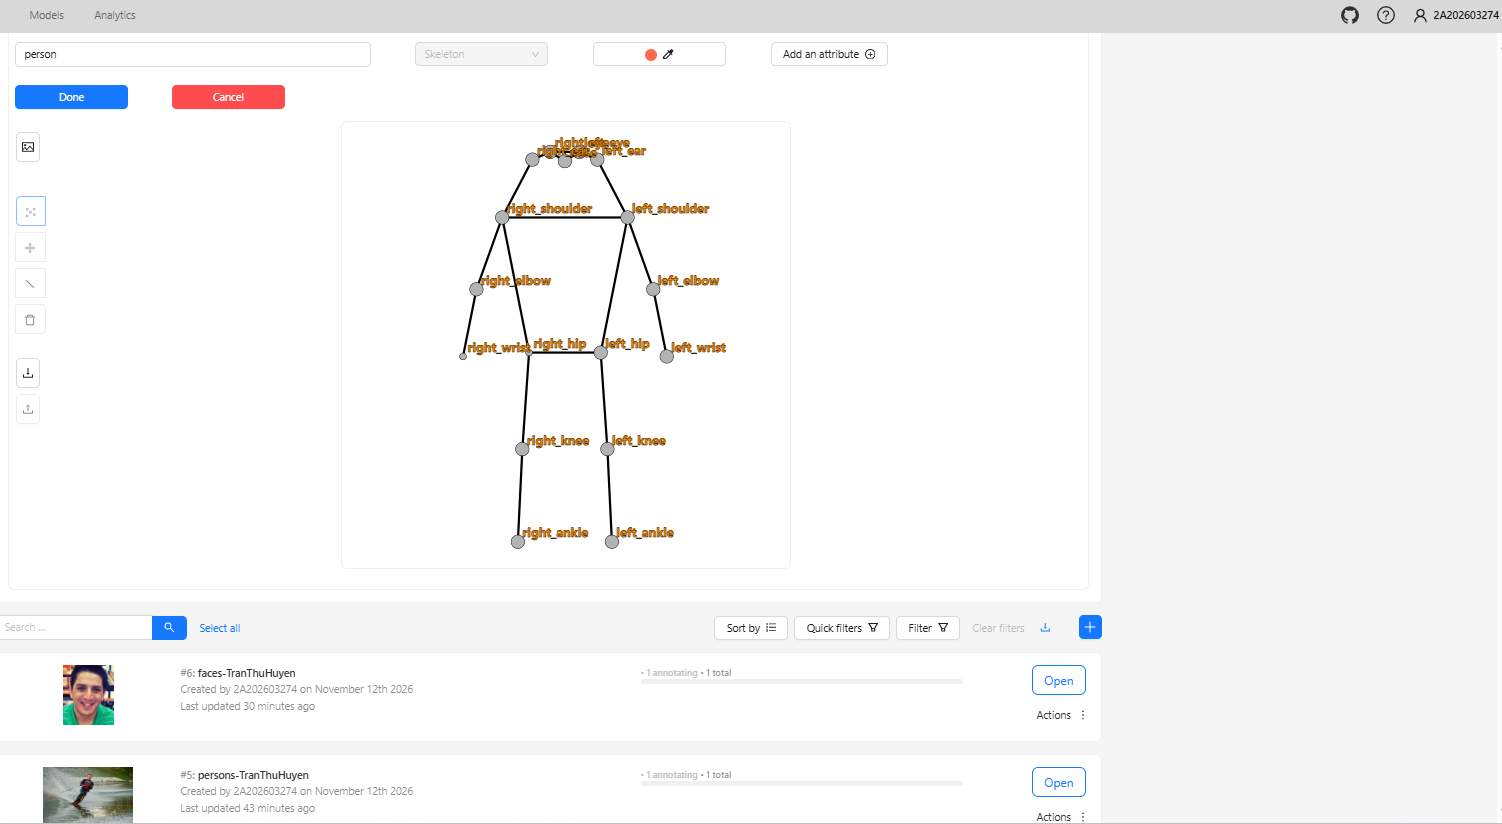 Models
Analytics
2A202603274
person
Skeleton
Add an attribute
Done
Cancel
left_ear
right_shoulder
left_shoulder
right_elbow
left_elbow
right_wrist
right_hip
left_hip
left_wrist
right_knee
left_knee
right_ankle
left_ankle
Search ...
Select all
Sort by
Quick filters
Filter
Clear filters
#6: faces-TranThuHuyen
Created by 2A202603274 on November 12th 2026
Last updated 30 minutes ago
• 1 annotating • 1 total
Open
Actions
#5: persons-TranThuHuyen
Created by 2A202603274 on November 12th 2026
Last updated 43 minutes ago
• 1 annotating • 1 total
Open
Actions